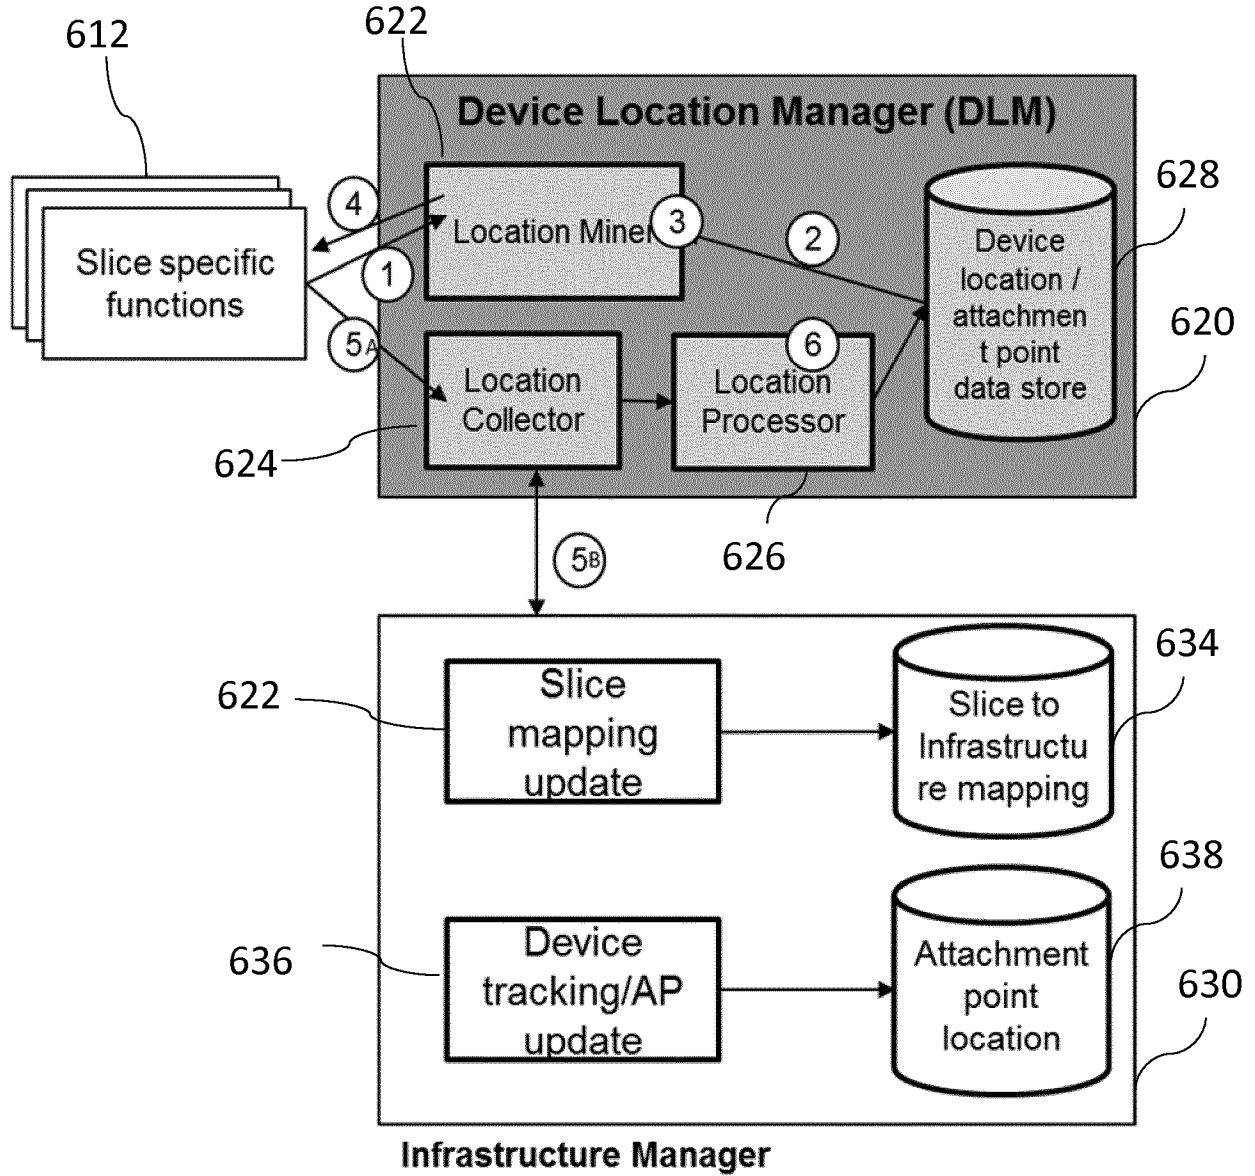 612
622
Device Location Manager (DLM)
628
4
Location Miner
3
2
Slice specific
functions
1
Device
location /
attachmen
t point
data store
620
5A
6
Location
Collector
Location
Processor
624
626
5B
634
622
Slice
mapping
update
Slice to
Infrastructu
re mapping
638
636
Device
tracking/AP
update
Attachment
point
location
630
Infrastructure Manager